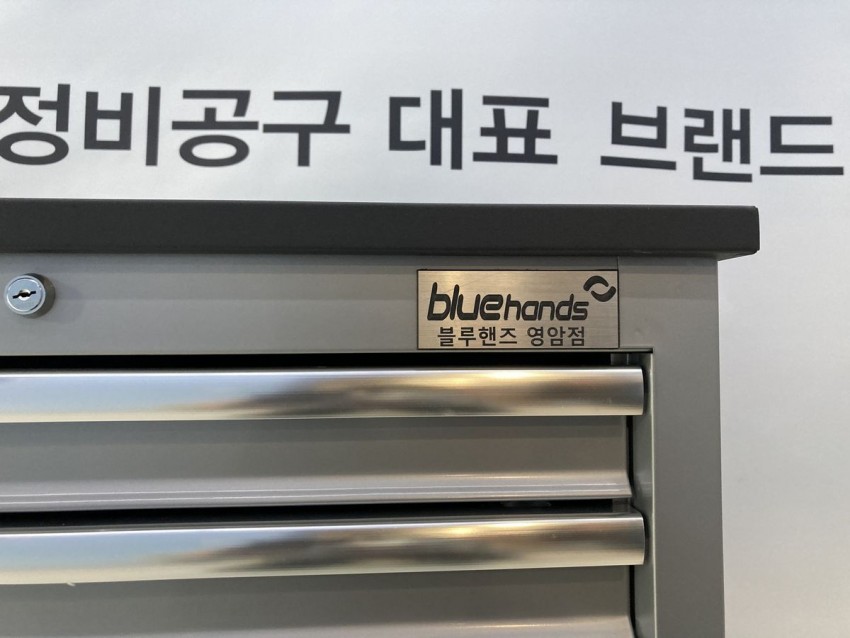 정비공구 대표 브랜드
bluehands
블루핸즈 영암점